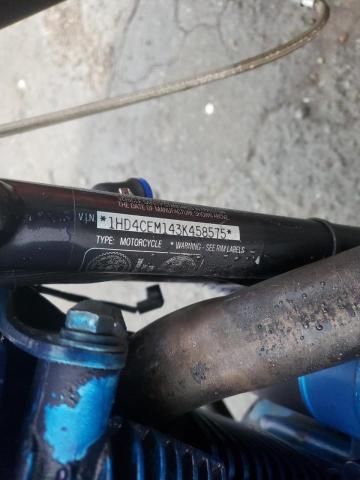 THE DATE OF MANUFACTURE SHOWN ABOVE.
V.I.N. *1HD4CEM143K458575*
TYPE: MOTORCYCLE *WARNING - SEE RIM LABELS